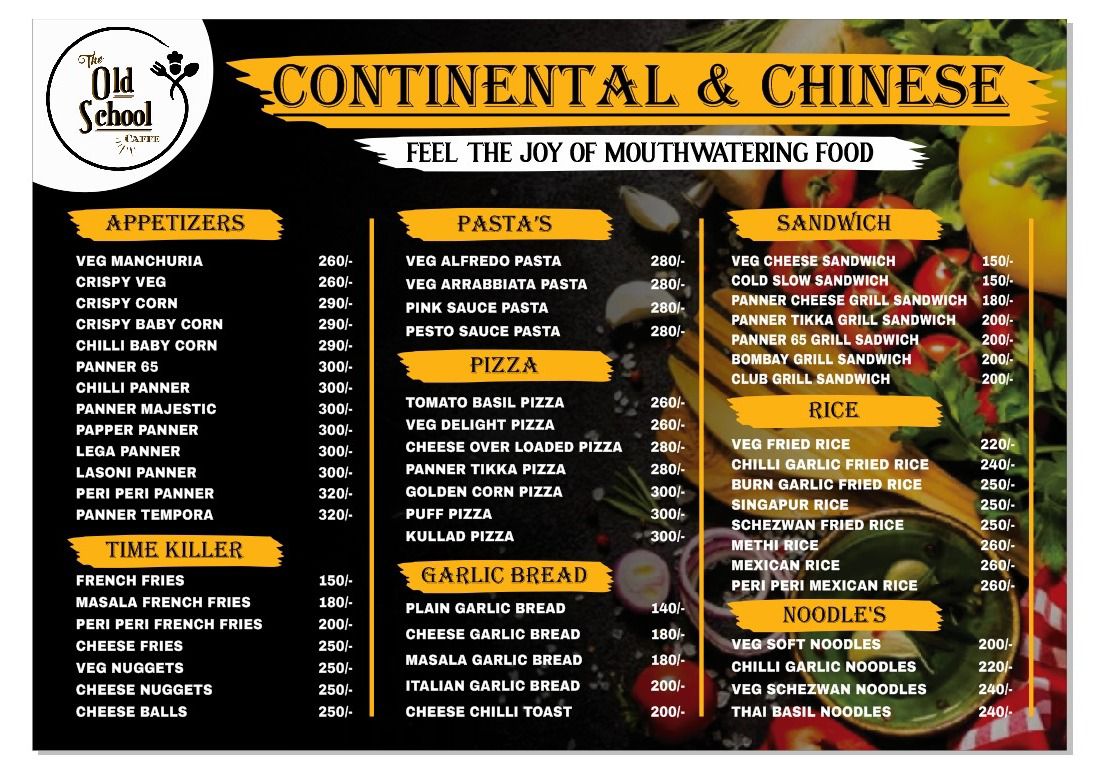 The
Old
School
CAFFE
CONTINENTAL & CHINESE
FEEL THE JOY OF MOUTHWATERING FOOD
APPETIZERS
VEG MANCHURIA 260/-
CRISPY VEG 260/-
CRISPY CORN 290/-
CRISPY BABY CORN 290/-
CHILLI BABY CORN 290/-
PANNER 65 300/-
CHILLI PANNER 300/-
PANNER MAJESTIC 300/-
PAPPER PANNER 300/-
LEGA PANNER 300/-
LASONI PANNER 300/-
PERI PERI PANNER 320/-
PANNER TEMPORA 320/-
TIME KILLER
FRENCH FRIES 150/-
MASALA FRENCH FRIES 180/-
PERI PERI FRENCH FRIES 200/-
CHEESE FRIES 250/-
VEG NUGGETS 250/-
CHEESE NUGGETS 250/-
CHEESE BALLS 250/-
PASTA'S
VEG ALFREDO PASTA 280/-
VEG ARRABBIATA PASTA 280/-
PINK SAUCE PASTA 280/-
PESTO SAUCE PASTA 280/-
PIZZA
TOMATO BASIL PIZZA 260/-
VEG DELIGHT PIZZA 260/-
CHEESE OVER LOADED PIZZA 280/-
PANNER TIKKA PIZZA 280/-
GOLDEN CORN PIZZA 300/-
PUFF PIZZA 300/-
KULLAD PIZZA 300/-
GARLIC BREAD
PLAIN GARLIC BREAD 140/-
CHEESE GARLIC BREAD 180/-
MASALA GARLIC BREAD 180/-
ITALIAN GARLIC BREAD 200/-
CHEESE CHILLI TOAST 200/-
SANDWICH
VEG CHEESE SANDWICH 150/-
COLD SLOW SANDWICH 150/-
PANNER CHEESE GRILL SANDWICH 180/-
PANNER TIKKA GRILL SANDWICH 200/-
PANNER 65 GRILL SADWICH 200/-
BOMBAY GRILL SANDWICH 200/-
CLUB GRILL SANDWICH 200/-
RICE
VEG FRIED RICE 220/-
CHILLI GARLIC FRIED RICE 240/-
BURN GARLIC FRIED RICE 250/-
SINGAPUR RICE 250/-
SCHEZWAN FRIED RICE 250/-
METHI RICE 260/-
MEXICAN RICE 260/-
PERI PERI MEXICAN RICE 260/-
NOODLE'S
VEG SOFT NOODLES 200/-
CHILLI GARLIC NOODLES 220/-
VEG SCHEZWAN NOODLES 240/-
THAI BASIL NOODLES 240/-